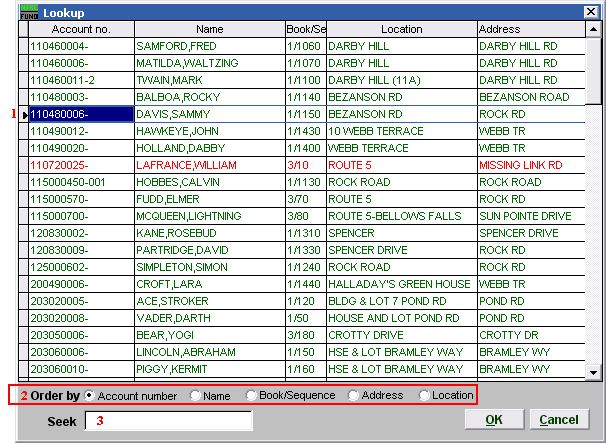 FUND Lookup
Account no. Name Book/Se Location Address
110460004- SAMFORD,FRED 1/1060 DARBY HILL DARBY HILL RD
110460006- MATILDA,WALTZING 1/1070 DARBY HILL DARBY HILL RD
110460011-2 TWAIN,MARK 1/1100 DARBY HILL (11A) DARBY HILL RD
110480003- BALBOA,ROCKY 1/1140 BEZANSON RD BEZANSON ROAD
1 110480006- DAVIS,SAMMY 1/1150 BEZANSON RD ROCK RD
110490012- HAWKEYE,JOHN 1/1430 10 WEBB TERRACE WEBB TR
110490020- HOLLAND,DABBY 1/1400 WEBB TERRACE WEBB TR
110720025- LAFRANCE,WILLIAM 3/10 ROUTE 5 MISSING LINK RD
115000450-001 HOBBES,CALVIN 1/1130 ROCK ROAD ROCK ROAD
115000570- FUDD,ELMER 3/70 ROUTE 5 ROCK RD
115000700- MCQUEEN,LIGHTNING 3/80 ROUTE 5-BELLOWS FALLS SUN POINTE DRIVE
120830002- KANE,ROSEBUD 1/1310 SPENCER SPENCER DRIVE
120830009- PARTRIDGE,DAVID 1/1330 SPENCER DRIVE ROCK RD
125000602- SIMPLETON,SIMON 1/1240 ROCK ROAD ROCK RD
200490006- CROFT,LARA 1/1440 HALLADAY'S GREEN HOUSE WEBB TR
203020005- ACE,STROKER 1/120 BLDG & LOT 7 POND RD POND RD
203020008- VADER,DARTH 1/50 HOUSE AND LOT POND RD POND RD
203050006- BEAR,YOGI 3/180 CROTTY DRIVE CROTTY DR
203060006- LINCOLN,ABRAHAM 1/150 HSE & LOT BRAMLEY WAY BRAMLEY WY
203060010- PIGGY,KERMIT 1/160 HSE & LOT BRAMLEY WAY BRAMLEY WY
2 Order by Account number Name Book/Sequence Address Location
Seek 3 OK Cancel